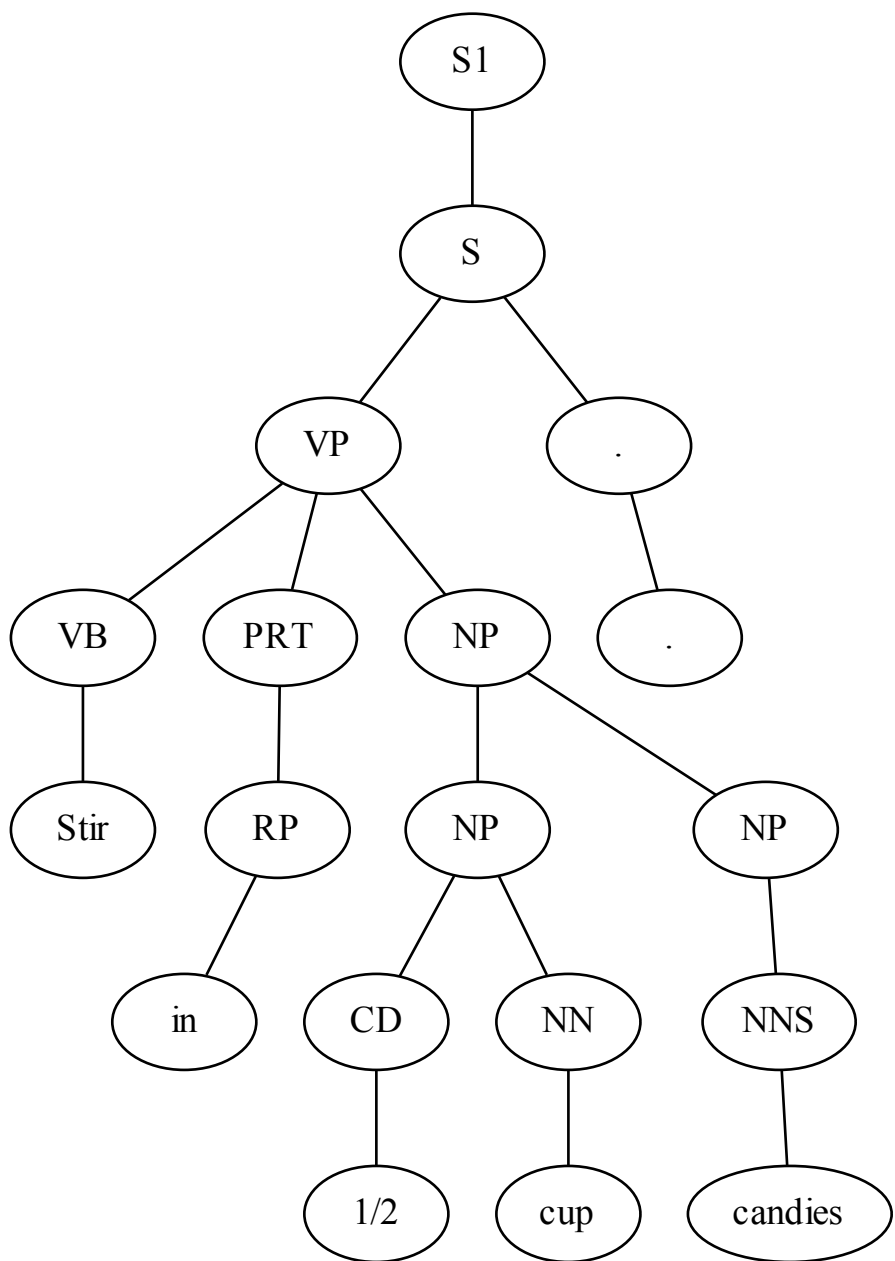 S1
S
VP .
VB PRT NP .
Stir RP NP NP
in CD NN NNS
1/2 cup candies